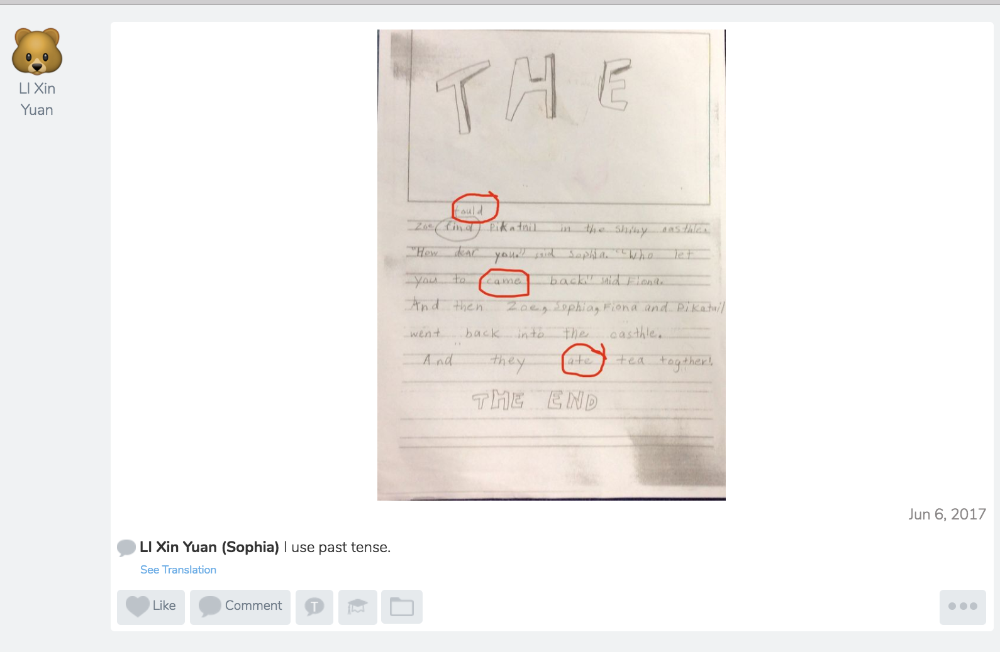 LI Xin
Yuan
THE
fould
Zoe find Pikatail in the shiny casthle.
"How dear you." said Sophia. "Who let
you to came back" said Fiona.
And then Zoe, Sophia, Fiona and Pikatail
went back into the casthle.
And they ate tea togther!
THE END
Jun 6, 2017
LI Xin Yuan (Sophia) I use past tense.
See Translation
Like
Comment
T